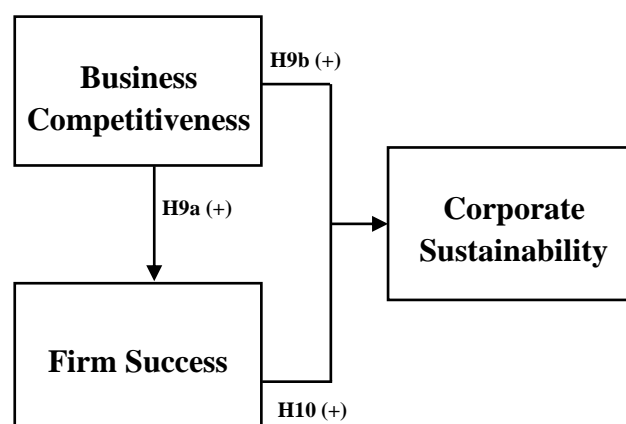 Business
Competitiveness
H9b (+)
H9a (+)
Corporate
Sustainability
Firm Success
H10 (+)